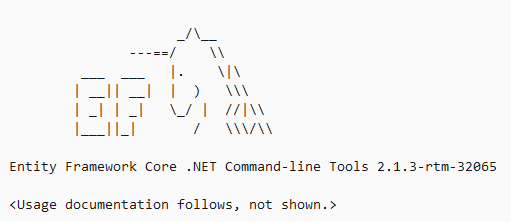 _/\__
               ---==/    \\
         ___  ___   |.    \|\
        | __|| __|  |  )   \\\
        | _| | _|   \_/ |  //|\\
        |___||_|       /   \\\/\\
Entity Framework Core .NET Command-line Tools 2.1.3-rtm-32065
<Usage documentation follows, not shown.>